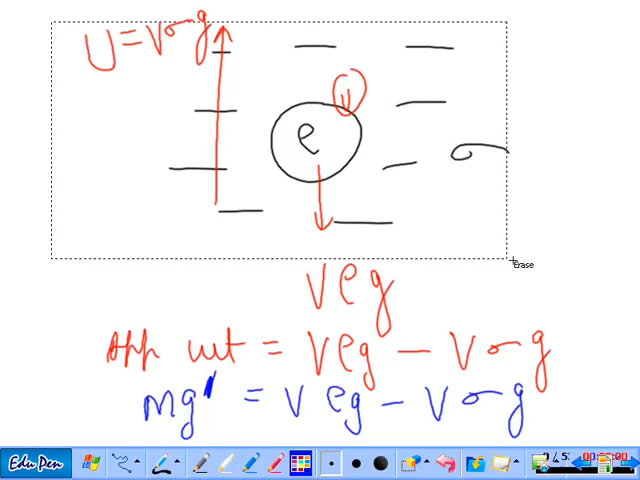 U = Vσg
V
ρ
σ
Erase
Vρg
App wt = Vρg − Vσg
mg' = Vρg − Vσg
Edu Pen